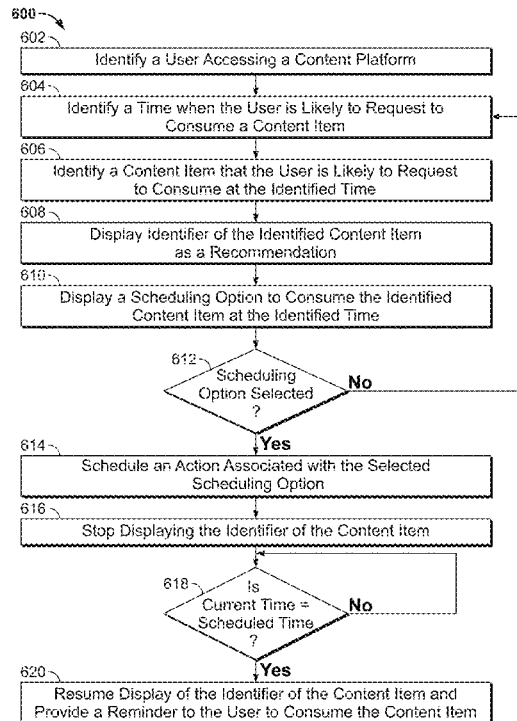 600
602
Identify a User Accessing a Content Platform
604
Identify a Time when the User is Likely to Request to
Consume a Content Item
606
Identify a Content Item that the User is Likely to Request
to Consume at the Identified Time
608
Display Identifier of the Identified Content Item
as a Recommendation
610
Display a Scheduling Option to Consume the Identified
Content Item at the Identified Time
612
Scheduling
Option Selected
?
No
Yes
614
Schedule an Action Associated with the Selected
Scheduling Option
616
Stop Displaying the Identifier of the Content Item
618
Is
Current Time =
Scheduled Time
?
No
Yes
620
Resume Display of the Identifier of the Content Item and
Provide a Reminder to the User to Consume the Content Item